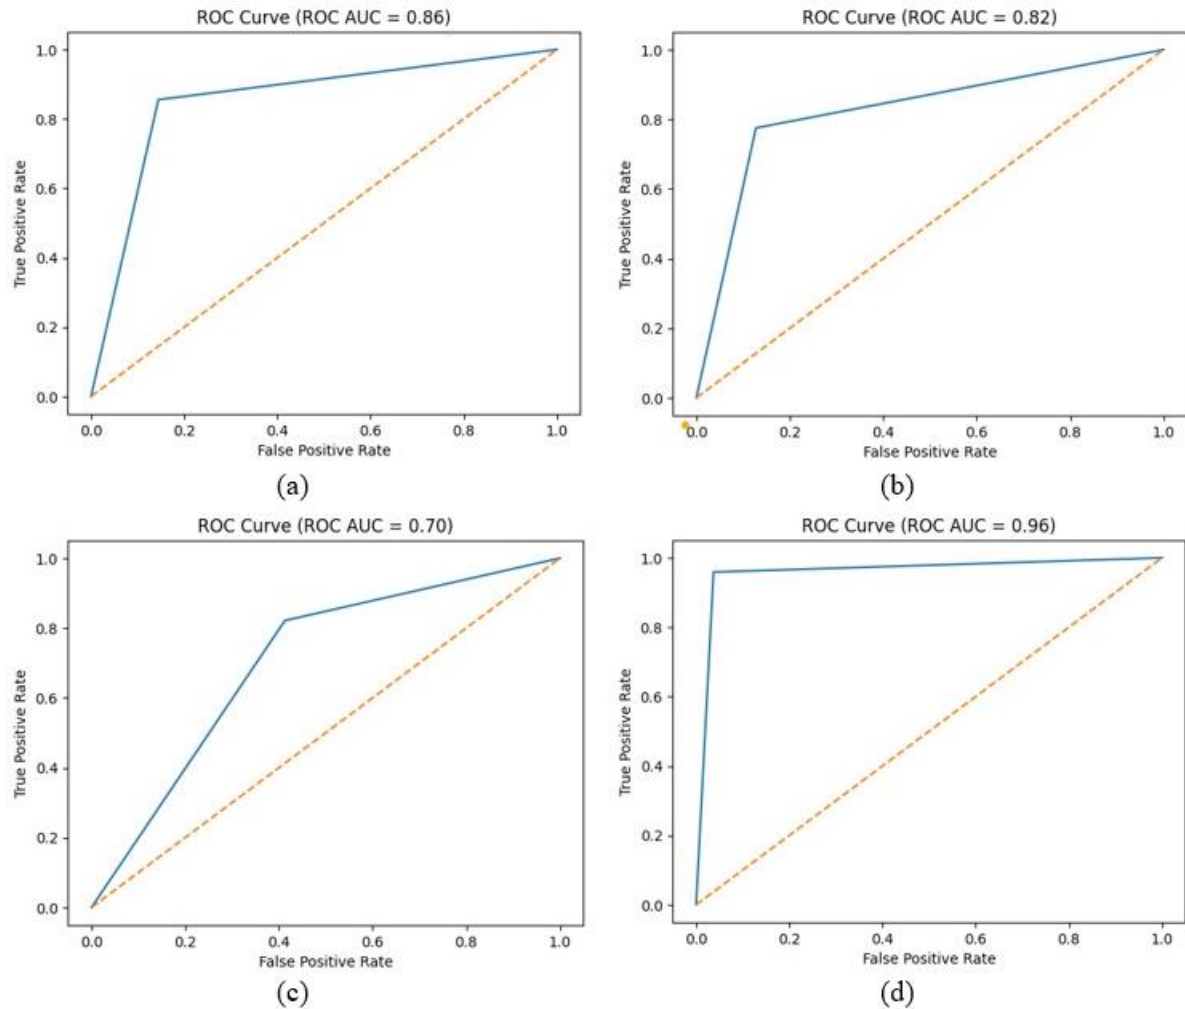 ROC Curve (ROC AUC = 0.86)
1.0
0.8
0.6
0.4
0.2
0.0
True Positive Rate
0.0 0.2 0.4 0.6 0.8 1.0
False Positive Rate
(a)
ROC Curve (ROC AUC = 0.82)
1.0
0.8
0.6
0.4
0.2
0.0
True Positive Rate
0.0 0.2 0.4 0.6 0.8 1.0
False Positive Rate
(b)
ROC Curve (ROC AUC = 0.70)
1.0
0.8
0.6
0.4
0.2
0.0
True Positive Rate
0.0 0.2 0.4 0.6 0.8 1.0
False Positive Rate
(c)
ROC Curve (ROC AUC = 0.96)
1.0
0.8
0.6
0.4
0.2
0.0
True Positive Rate
0.0 0.2 0.4 0.6 0.8 1.0
False Positive Rate
(d)